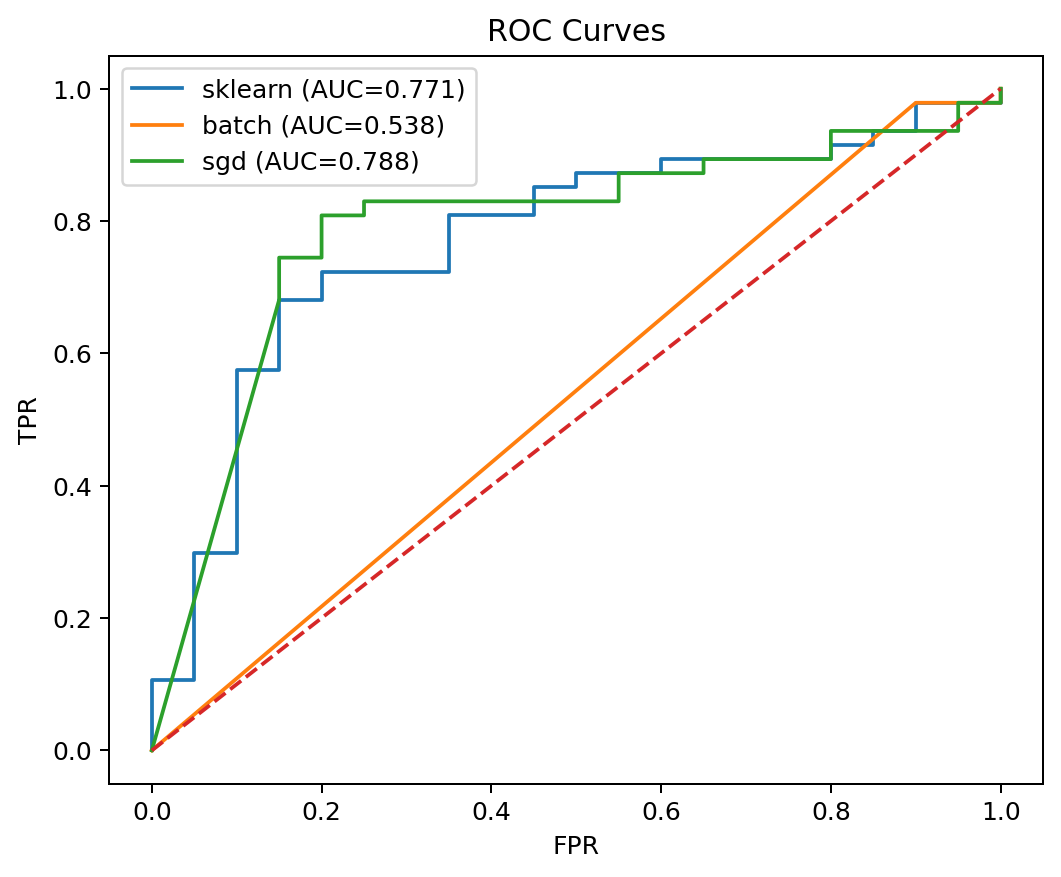 ROC Curves
sklearn (AUC=0.771)
batch (AUC=0.538)
sgd (AUC=0.788)
1.0
0.8
0.6
0.4
0.2
0.0
TPR
0.0 0.2 0.4 0.6 0.8 1.0
FPR